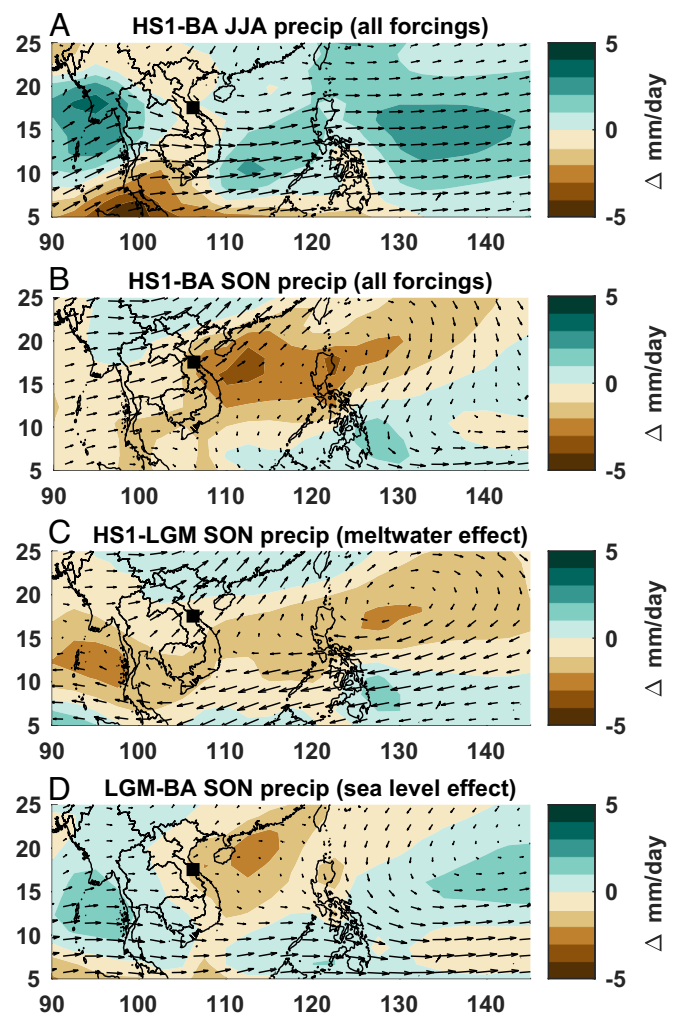 A
HS1-BA JJA precip (all forcings)
25
20
15
10
5
90 100 110 120 130 140
5
0
-5
Δ mm/day
B
HS1-BA SON precip (all forcings)
25
20
15
10
5
90 100 110 120 130 140
5
0
-5
Δ mm/day
C
HS1-LGM SON precip (meltwater effect)
25
20
15
10
5
90 100 110 120 130 140
5
0
-5
Δ mm/day
D
LGM-BA SON precip (sea level effect)
25
20
15
10
5
90 100 110 120 130 140
5
0
-5
Δ mm/day